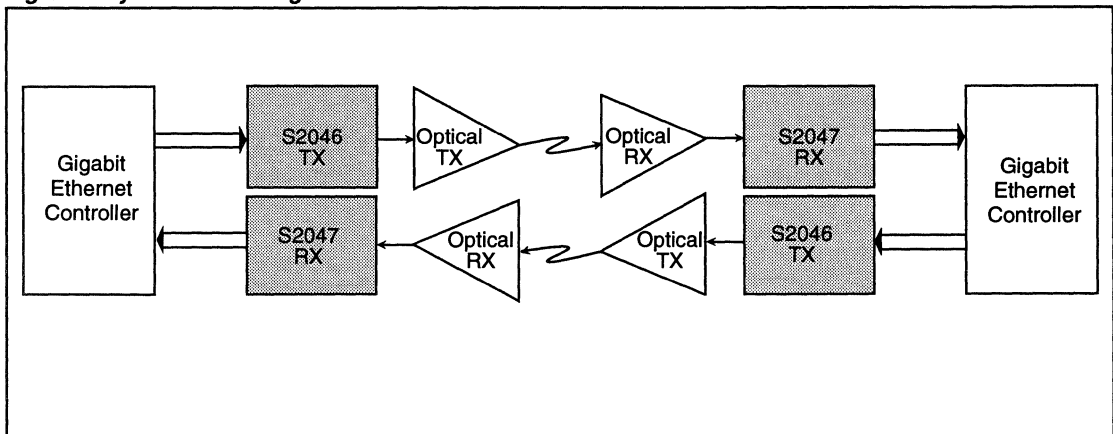 Gigabit
Ethernet
Controller
S2046
TX
Optical
TX
Optical
RX
S2047
RX
Gigabit
Ethernet
Controller
S2047
RX
Optical
RX
Optical
TX
S2046
TX